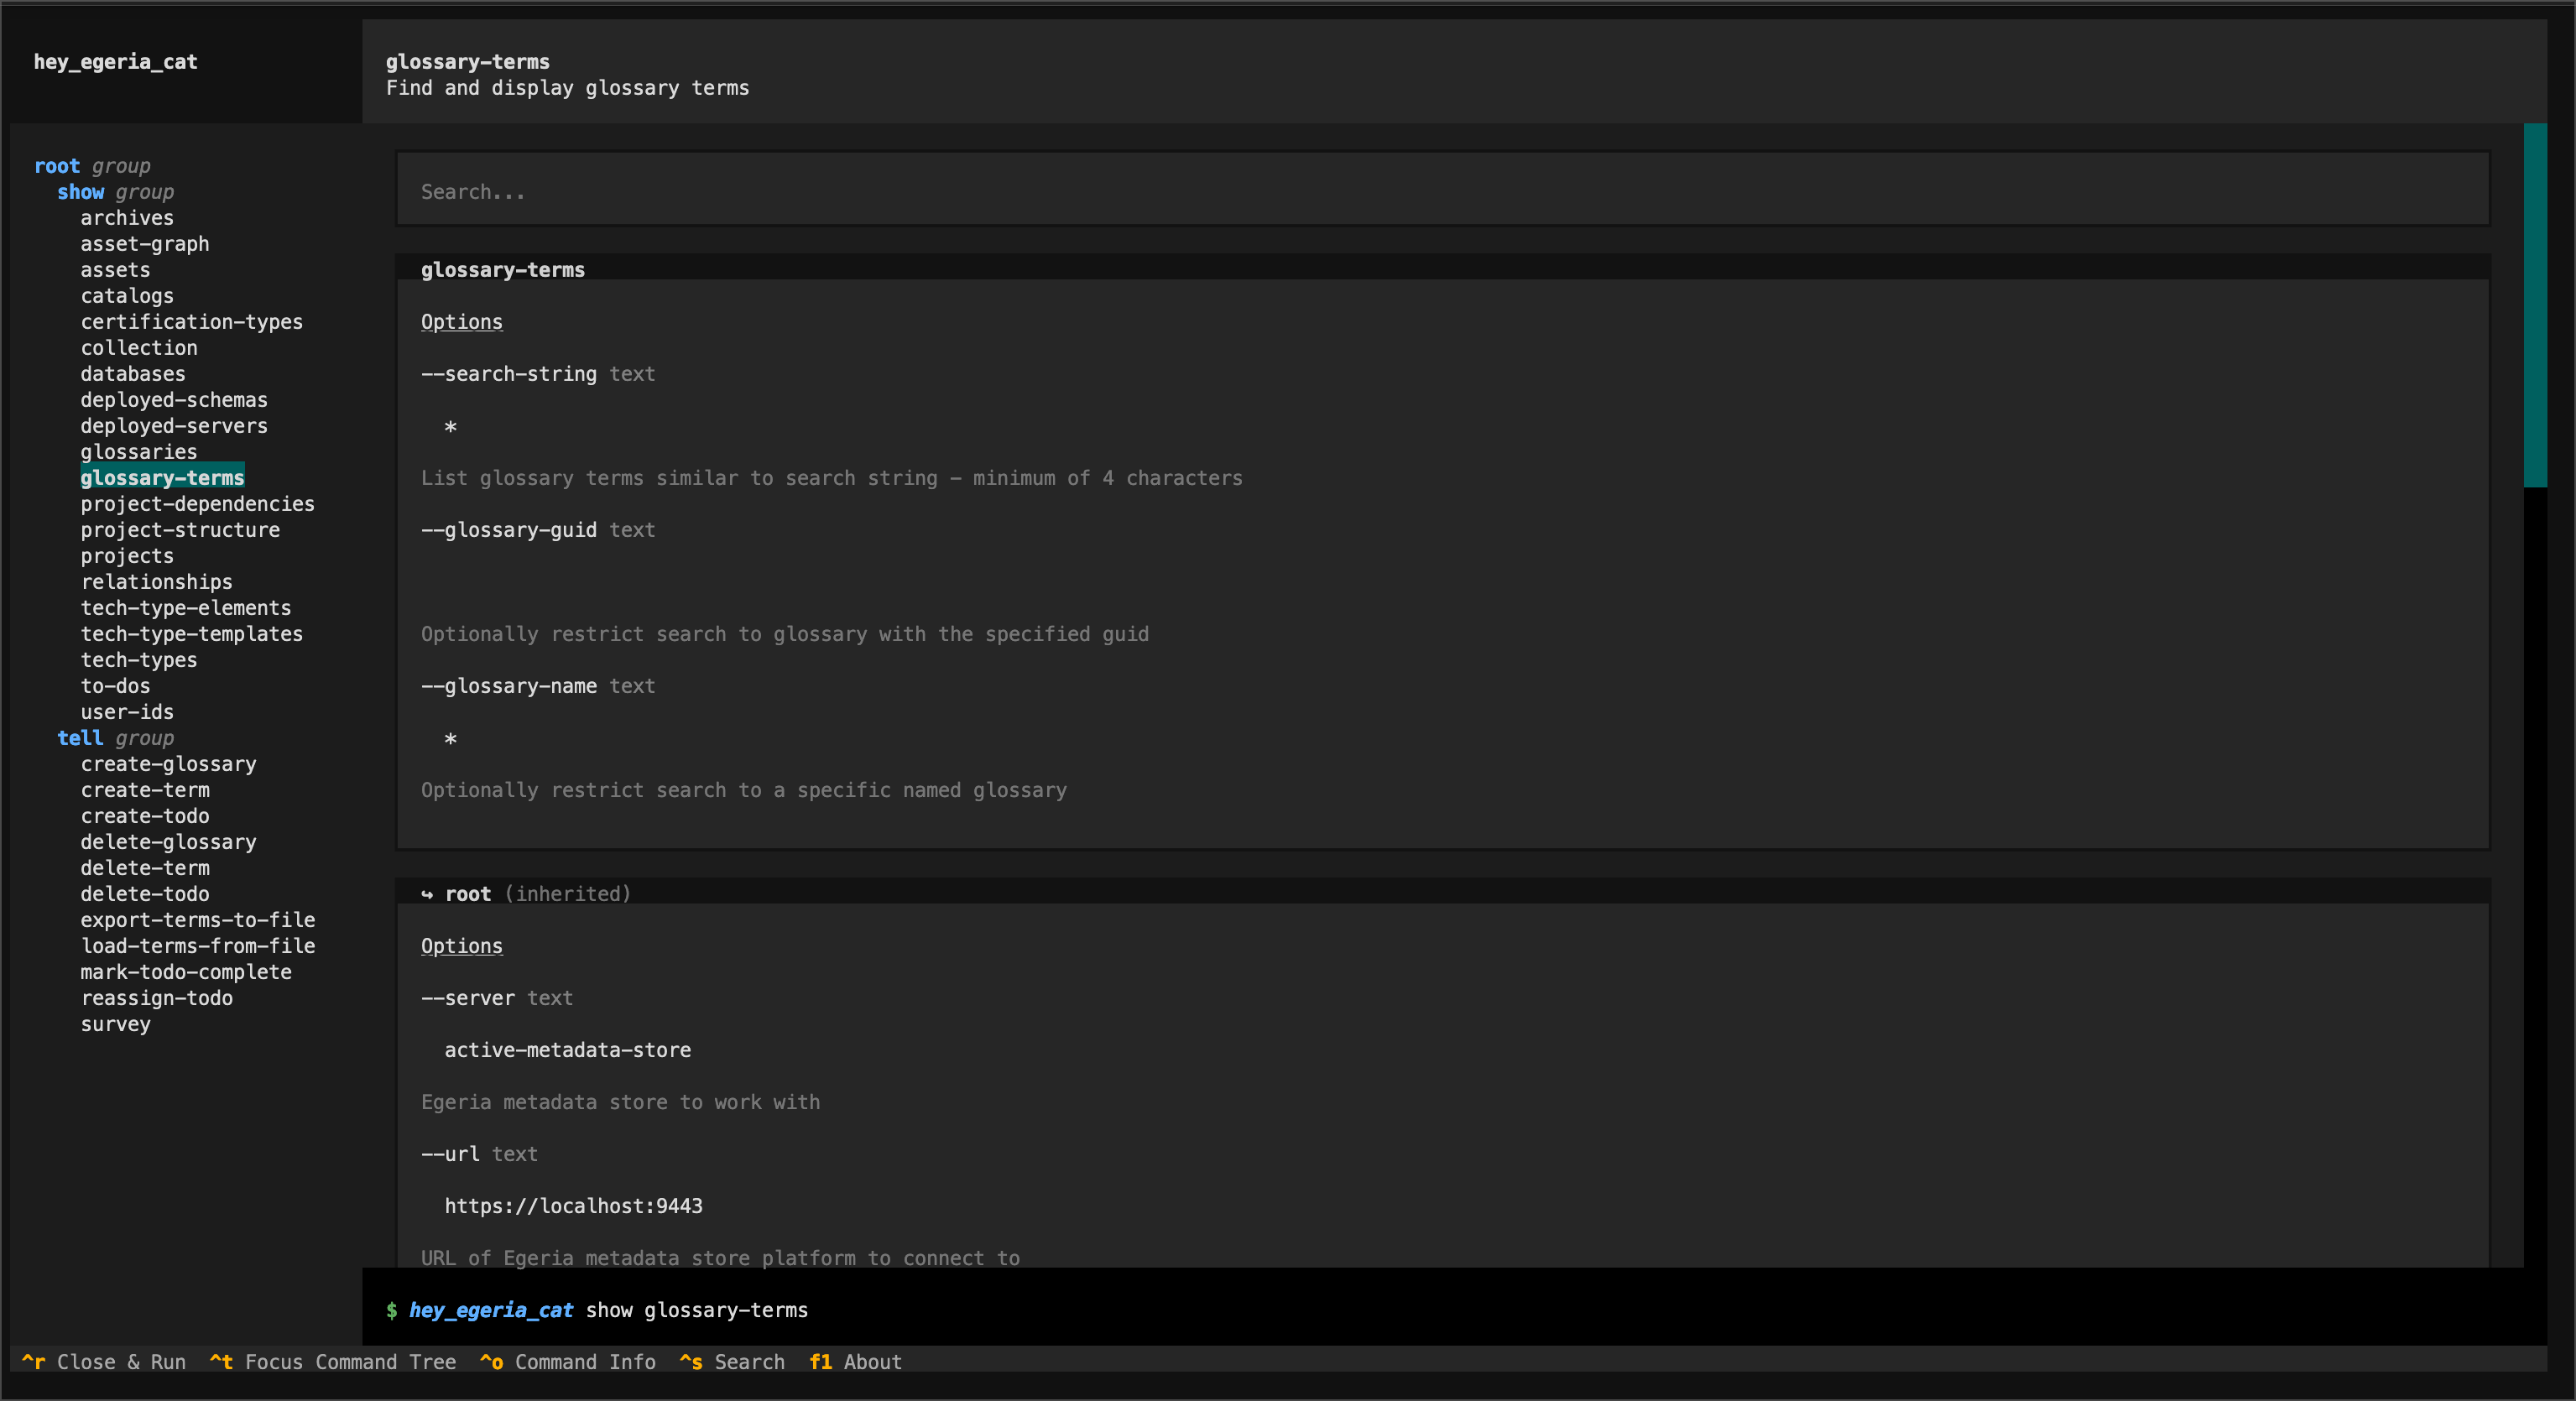 hey_egeria_cat
glossary-terms
Find and display glossary terms
root group
show group
archives
asset-graph
assets
catalogs
certification-types
collection
databases
deployed-schemas
deployed-servers
glossaries
glossary-terms
project-dependencies
project-structure
projects
relationships
tech-type-elements
tech-type-templates
tech-types
to-dos
user-ids
tell group
create-glossary
create-term
create-todo
delete-glossary
delete-term
delete-todo
export-terms-to-file
load-terms-from-file
mark-todo-complete
reassign-todo
survey
Search...
glossary-terms
Options
--search-string text
*
List glossary terms similar to search string - minimum of 4 characters
--glossary-guid text
Optionally restrict search to glossary with the specified guid
--glossary-name text
*
Optionally restrict search to a specific named glossary
↪ root (inherited)
Options
--server text
active-metadata-store
Egeria metadata store to work with
--url text
https://localhost:9443
URL of Egeria metadata store platform to connect to
$ hey_egeria_cat show glossary-terms
^r Close & Run ^t Focus Command Tree ^o Command Info ^s Search f1 About